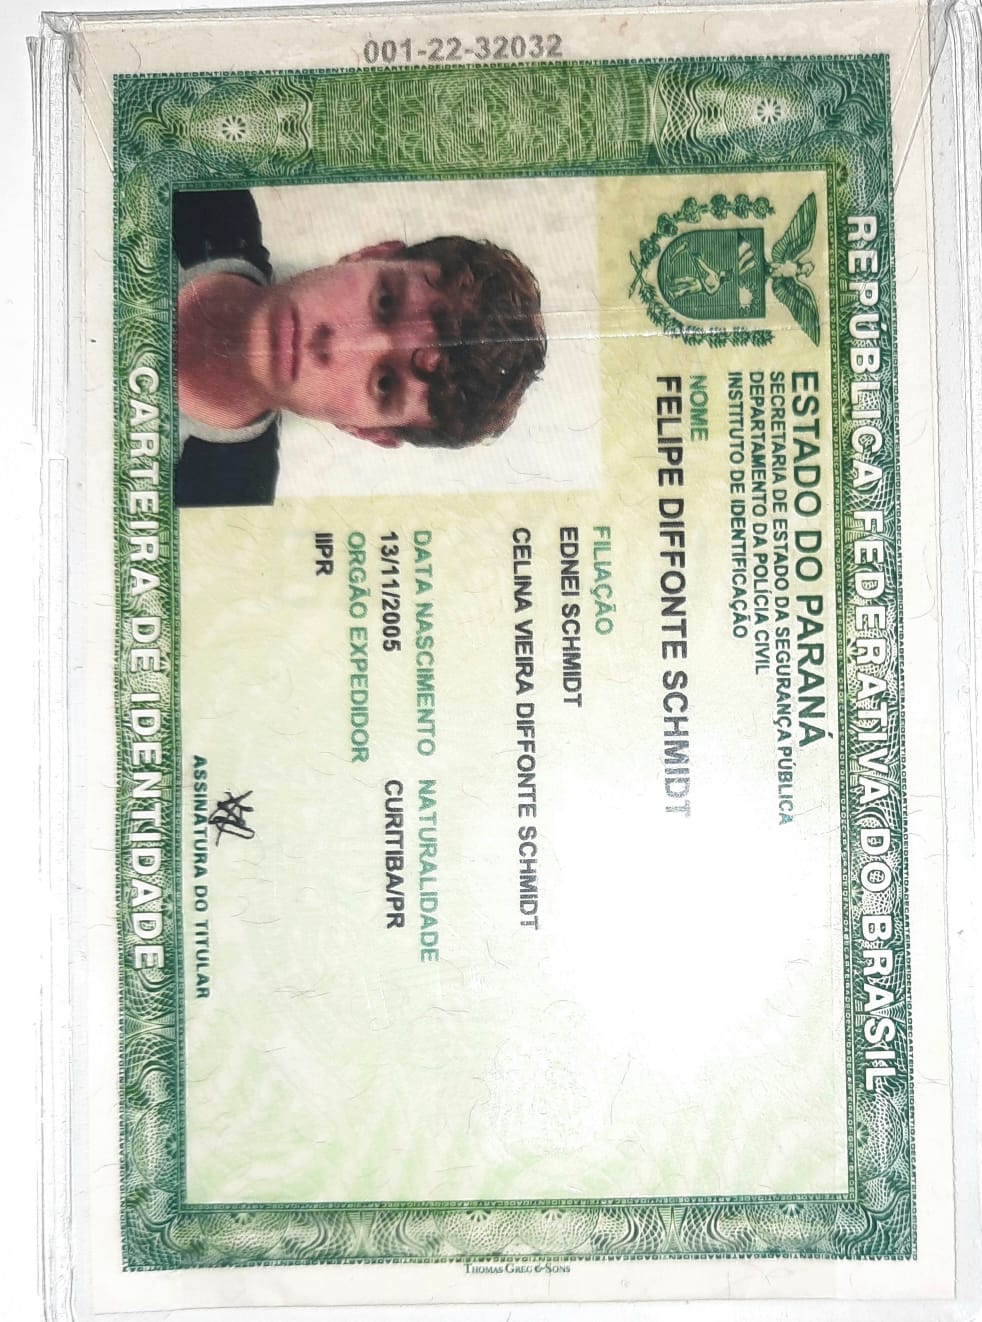 001-22-32032
REPÚBLICA FEDERATIVA DO BRASIL
ESTADO DO PARANÁ
SECRETARIA DE ESTADO DA SEGURANÇA PÚBLICA
DEPARTAMENTO DA POLÍCIA CIVIL
INSTITUTO DE IDENTIFICAÇÃO
NOME
FELIPE DIFFONTE SCHMIDT
FILIAÇÃO
EDNEI SCHMIDT
CELINA VIEIRA DIFFONTE SCHMIDT
DATA NASCIMENTO NATURALIDADE
13/11/2005 CURITIBA/PR
ORGÃO EXPEDIDOR
IIPR
ASSINATURA DO TITULAR
CARTEIRA DE IDENTIDADE
THOMAS GREG & SONS